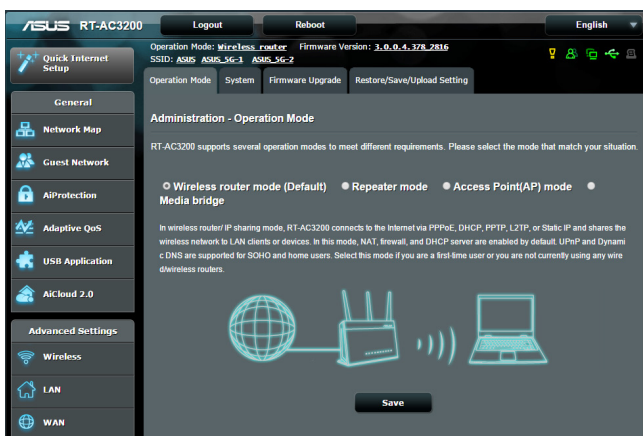 ASUS RT-AC3200 Logout Reboot English
Quick Internet Setup
Operation Mode: Wireless router Firmware Version: 3.0.0.4.378_2816
SSID: ASUS ASUS_5G-1 ASUS_5G-2
Operation Mode System Firmware Upgrade Restore/Save/Upload Setting
General
Network Map
Guest Network
AiProtection
Adaptive QoS
USB Application
AiCloud 2.0
Advanced Settings
Wireless
LAN
WAN
Administration - Operation Mode
RT-AC3200 supports several operation modes to meet different requirements. Please select the mode that match your situation.
Wireless router mode (Default) Repeater mode Access Point(AP) mode
Media bridge
In wireless router/ IP sharing mode, RT-AC3200 connects to the Internet via PPPoE, DHCP, PPTP, L2TP, or Static IP and shares the
wireless network to LAN clients or devices. In this mode, NAT, firewall, and DHCP server are enabled by default. UPnP and Dynami
c DNS are supported for SOHO and home users. Select this mode if you are a first-time user or you are not currently using any wire
d/wireless routers.
Save